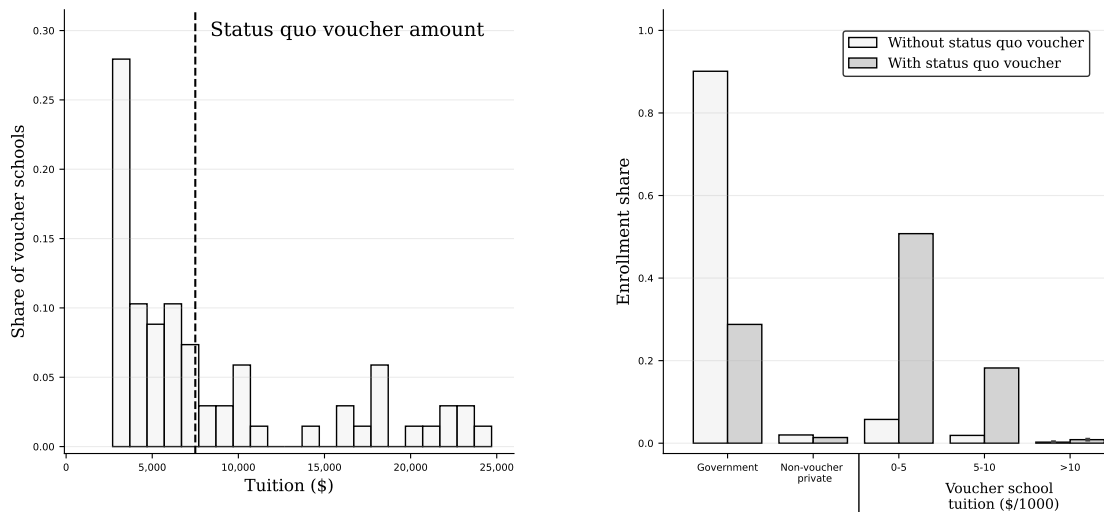 Status quo voucher amount
0.30
0.25
0.20
0.15
0.10
0.05
0.00
Share of voucher schools
0
5,000
10,000
15,000
20,000
25,000
Tuition ($)
Without status quo voucher
With status quo voucher
1.0
0.8
0.6
0.4
0.2
0.0
Enrollment share
Government
Non-voucher
private
0-5
5-10
>10
Voucher school
tuition ($/1000)